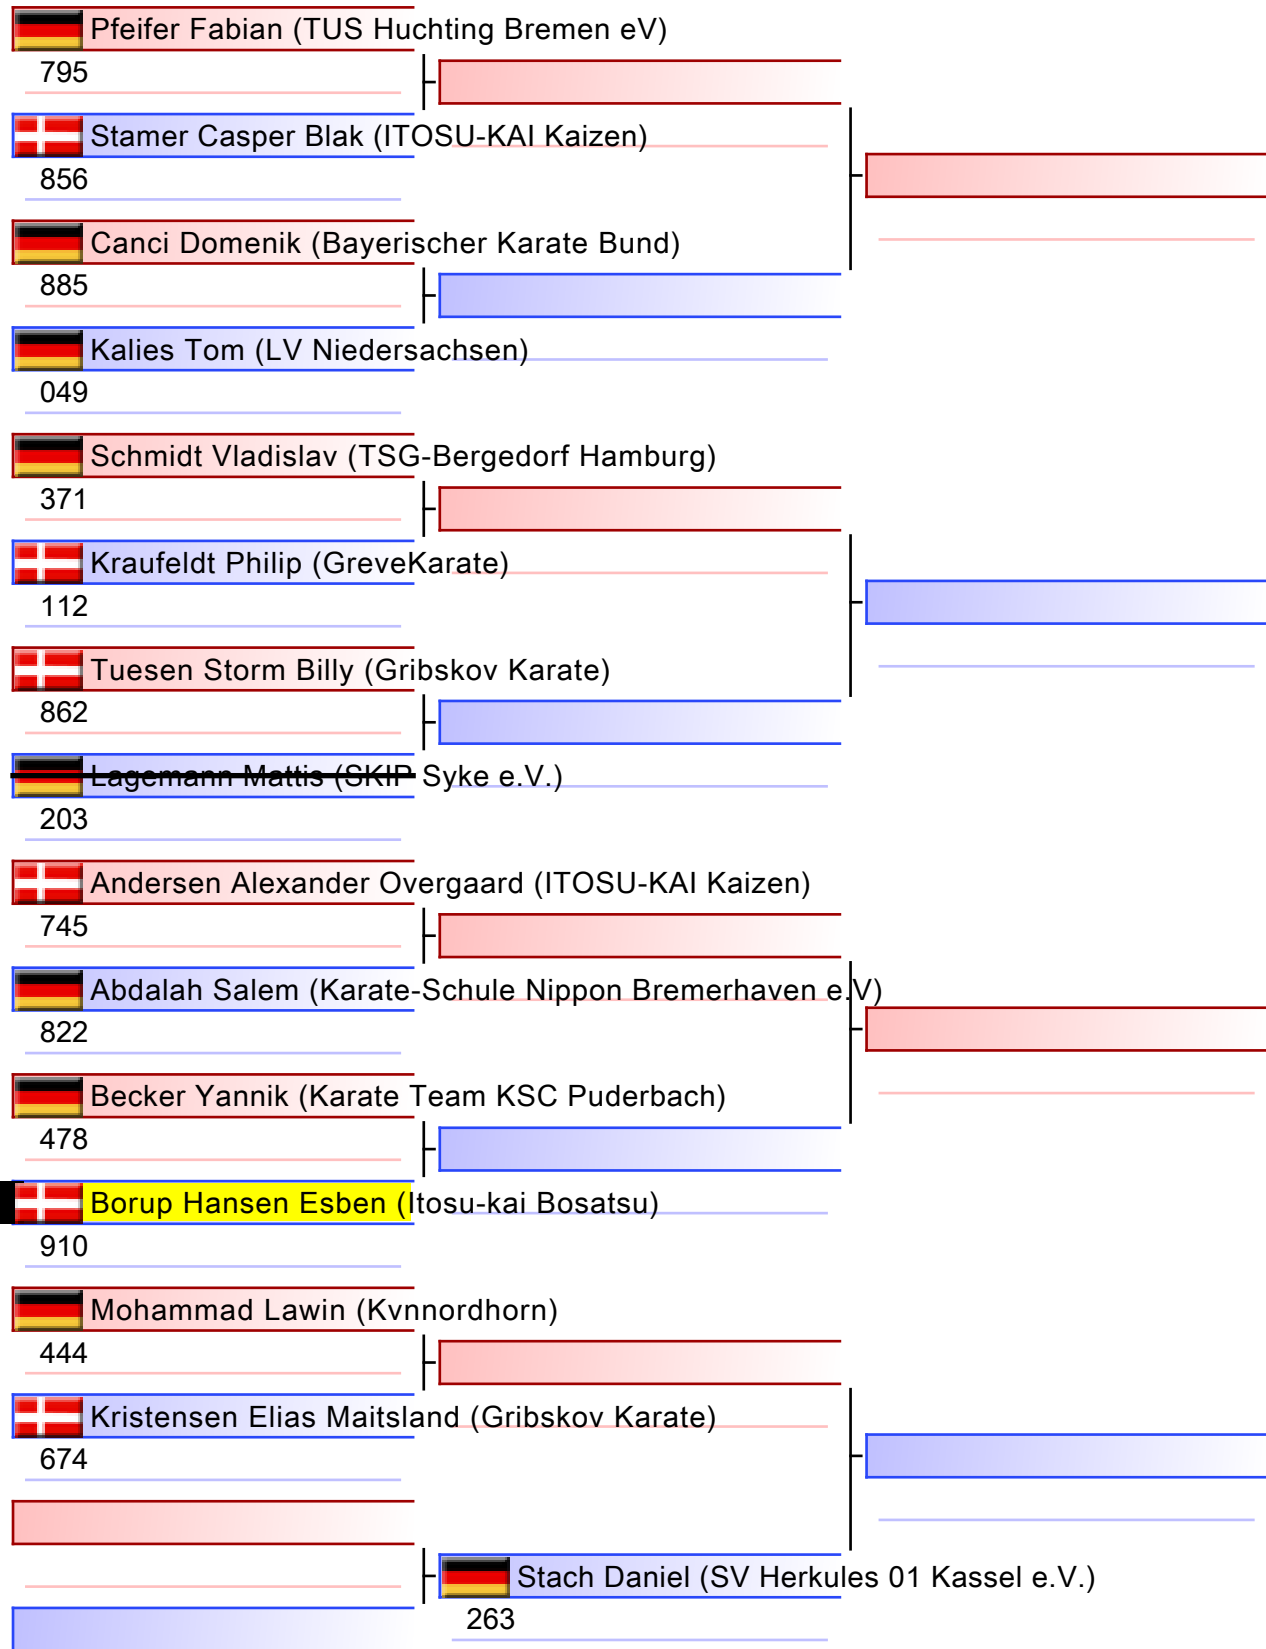 Pfeifer Fabian (TUS Huchting Bremen eV)
795
Stamer Casper Blak (ITOSU-KAI Kaizen)
856
Canci Domenik (Bayerischer Karate Bund)
885
Kalies Tom (LV Niedersachsen)
049
Schmidt Vladislav (TSG-Bergedorf Hamburg)
371
Kraufeldt Philip (GreveKarate)
112
Tuesen Storm Billy (Gribskov Karate)
862
Lagemann Mattis (SKIP Syke e.V.)
203
Andersen Alexander Overgaard (ITOSU-KAI Kaizen)
745
Abdalah Salem (Karate-Schule Nippon Bremerhaven e.V)
822
Becker Yannik (Karate Team KSC Puderbach)
478
Borup Hansen Esben (Itosu-kai Bosatsu)
910
Mohammad Lawin (Kvnnordhorn)
444
Kristensen Elias Maitsland (Gribskov Karate)
674
Stach Daniel (SV Herkules 01 Kassel e.V.)
263